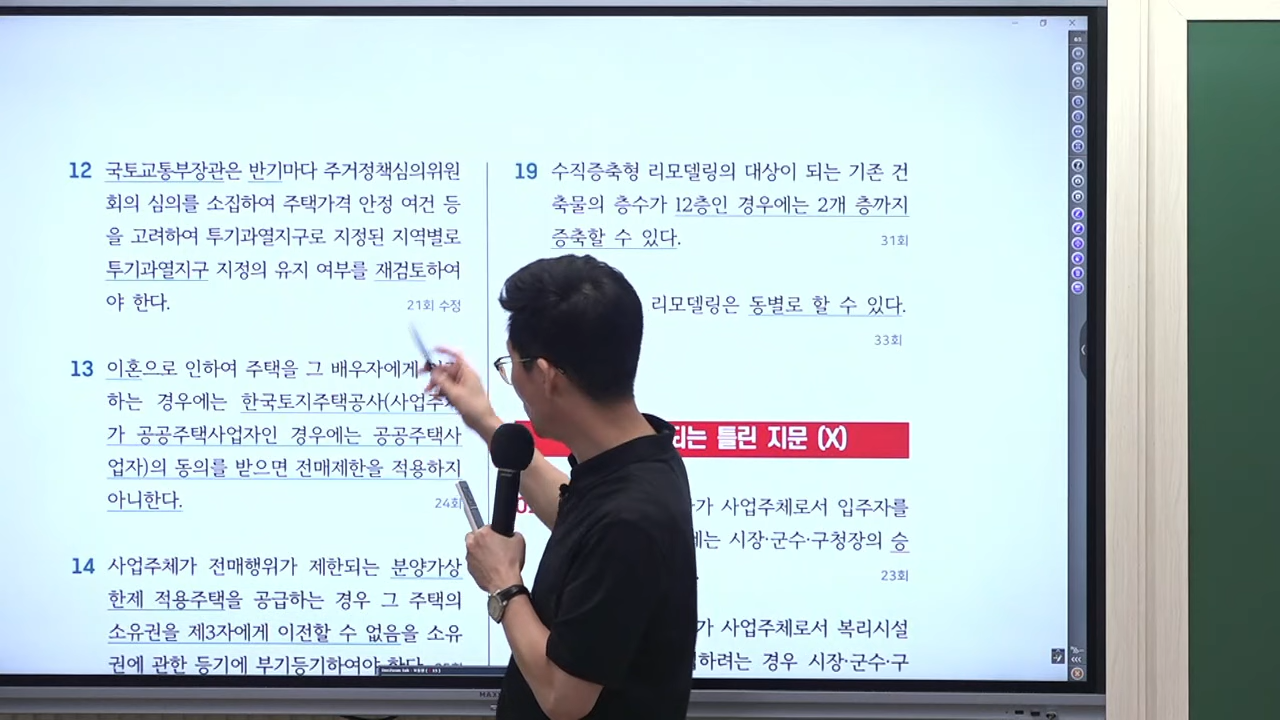 12 국토교통부장관은 반기마다 주거정책심의위원
회의 심의를 소집하여 주택가격 안정 여건 등
을 고려하여 투기과열지구로 지정된 지역별로
투기과열지구 지정의 유지 여부를 재검토하여
야 한다. 21회 수정
13 이혼으로 인하여 주택을 그 배우자에게
하는 경우에는 한국토지주택공사(사업주
가 공공주택사업자인 경우에는 공공주택사
업자)의 동의를 받으면 전매제한을 적용하지
아니한다. 24회
14 사업주체가 전매행위가 제한되는 분양가상
한제 적용주택을 공급하는 경우 그 주택의
소유권을 제3자에게 이전할 수 없음을 소유
권에 관한 등기에 부기등기하여야 한다.
19 수직증축형 리모델링의 대상이 되는 기존 건
축물의 층수가 12층인 경우에는 2개 층까지
증축할 수 있다. 31회
리모델링은 동별로 할 수 있다.
33회
되는 틀린 지문 (X)
가 사업주체로서 입주자를
는 시장·군수·구청장의 승
23회
가 사업주체로서 복리시설
하려는 경우 시장·군수·구